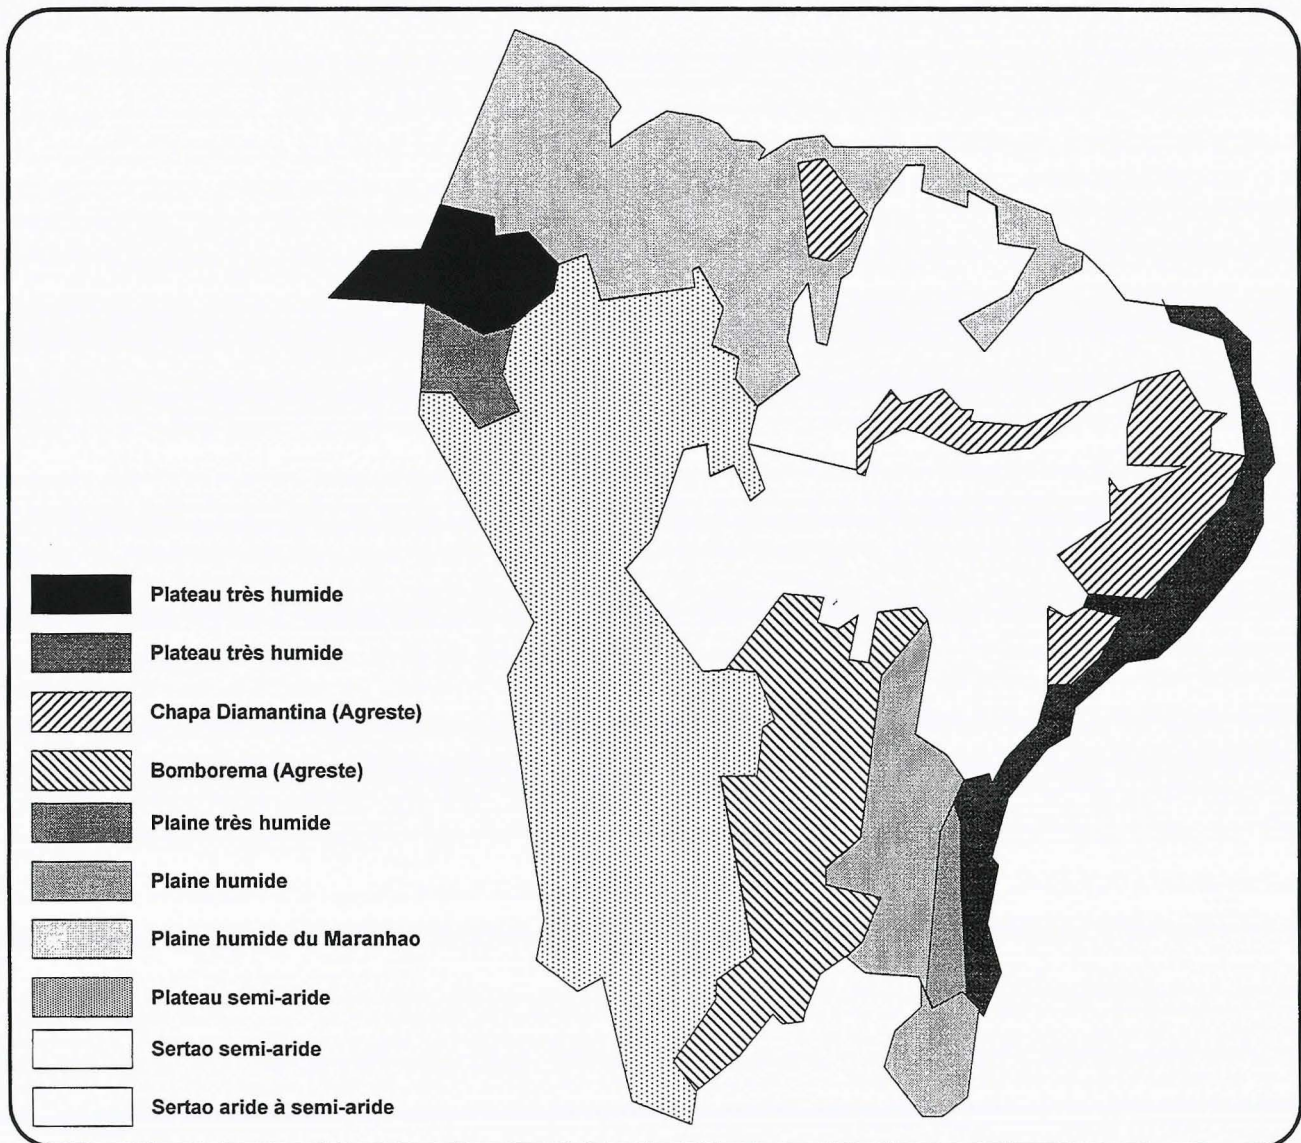 Plateau très humide
Plateau très humide
Chapa Diamantina (Agreste)
Bomborema (Agreste)
Plaine très humide
Plaine humide
Plaine humide du Maranhao
Plateau semi-aride
Sertao semi-aride
Sertao aride à semi-aride